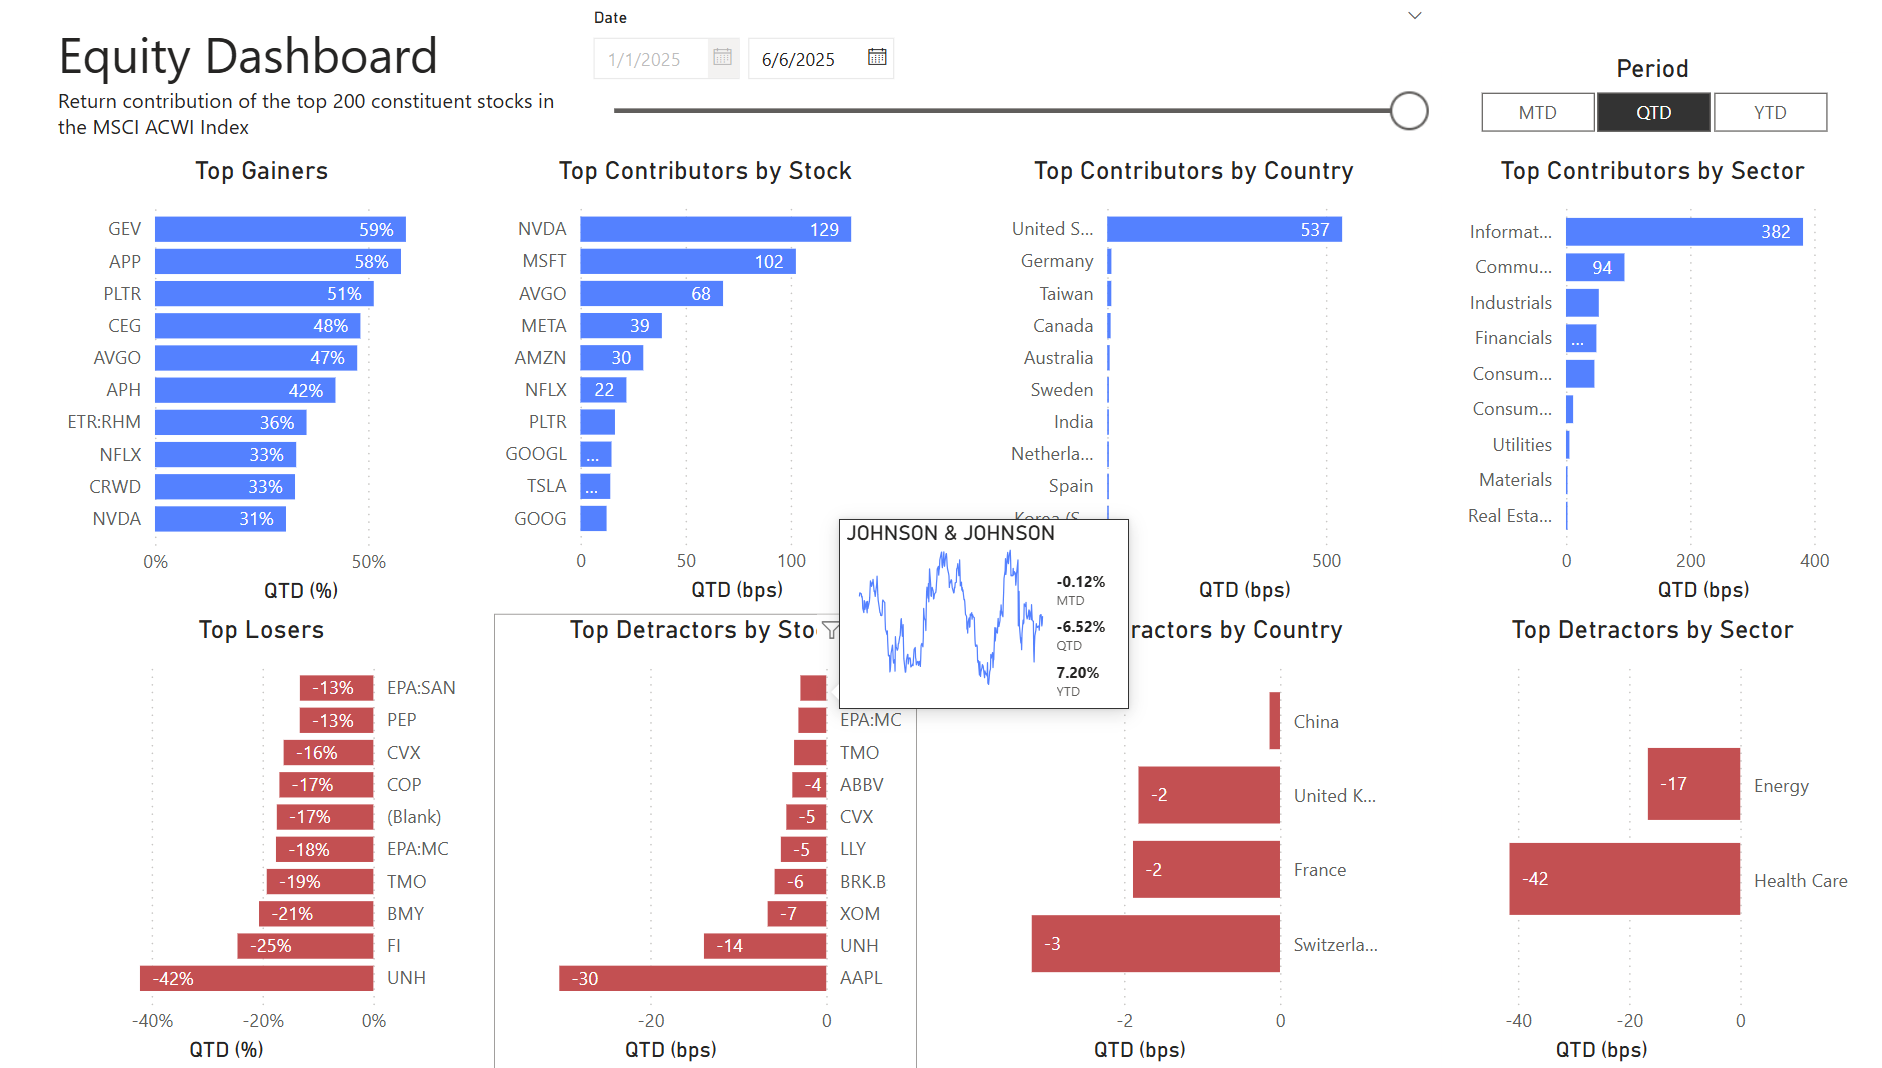 Equity Dashboard
Return contribution of the top 200 constituent stocks in
the MSCI ACWI Index
Date
1/1/2025
6/6/2025
Period
MTD
QTD
YTD
Top Gainers
GEV 59%
APP 58%
PLTR 51%
CEG 48%
AVGO 47%
APH 42%
ETR:RHM 36%
NFLX 33%
CRWD 33%
NVDA 31%
0% 50%
QTD (%)
Top Contributors by Stock
NVDA 129
MSFT 102
AVGO 68
META 39
AMZN 30
NFLX 22
PLTR
GOOGL ...
TSLA ...
GOOG
0 50 100
QTD (bps)
Top Contributors by Country
United S... 537
Germany
Taiwan
Canada
Australia
Sweden
India
Netherla...
Spain
500
QTD (bps)
Top Contributors by Sector
Informat... 382
Commu... 94
Industrials
Financials ...
Consum...
Consum...
Utilities
Materials
Real Esta...
0 200 400
QTD (bps)
JOHNSON & JOHNSON
-0.12%
MTD
-6.52%
QTD
7.20%
YTD
Top Losers
-13% EPA:SAN
-13% PEP
-16% CVX
-17% COP
-17% (Blank)
-18% EPA:MC
-19% TMO
-21% BMY
-25% FI
-42% UNH
-40% -20% 0%
QTD (%)
Top Detractors by Sto
EPA:MC
TMO
-4 ABBV
-5 CVX
-5 LLY
-6 BRK.B
-7 XOM
-14 UNH
-30 AAPL
-20 0
QTD (bps)
ractors by Country
China
-2 United K...
-2 France
-3 Switzerla...
-2 0
QTD (bps)
Top Detractors by Sector
-17 Energy
-42 Health Care
-40 -20 0
QTD (bps)